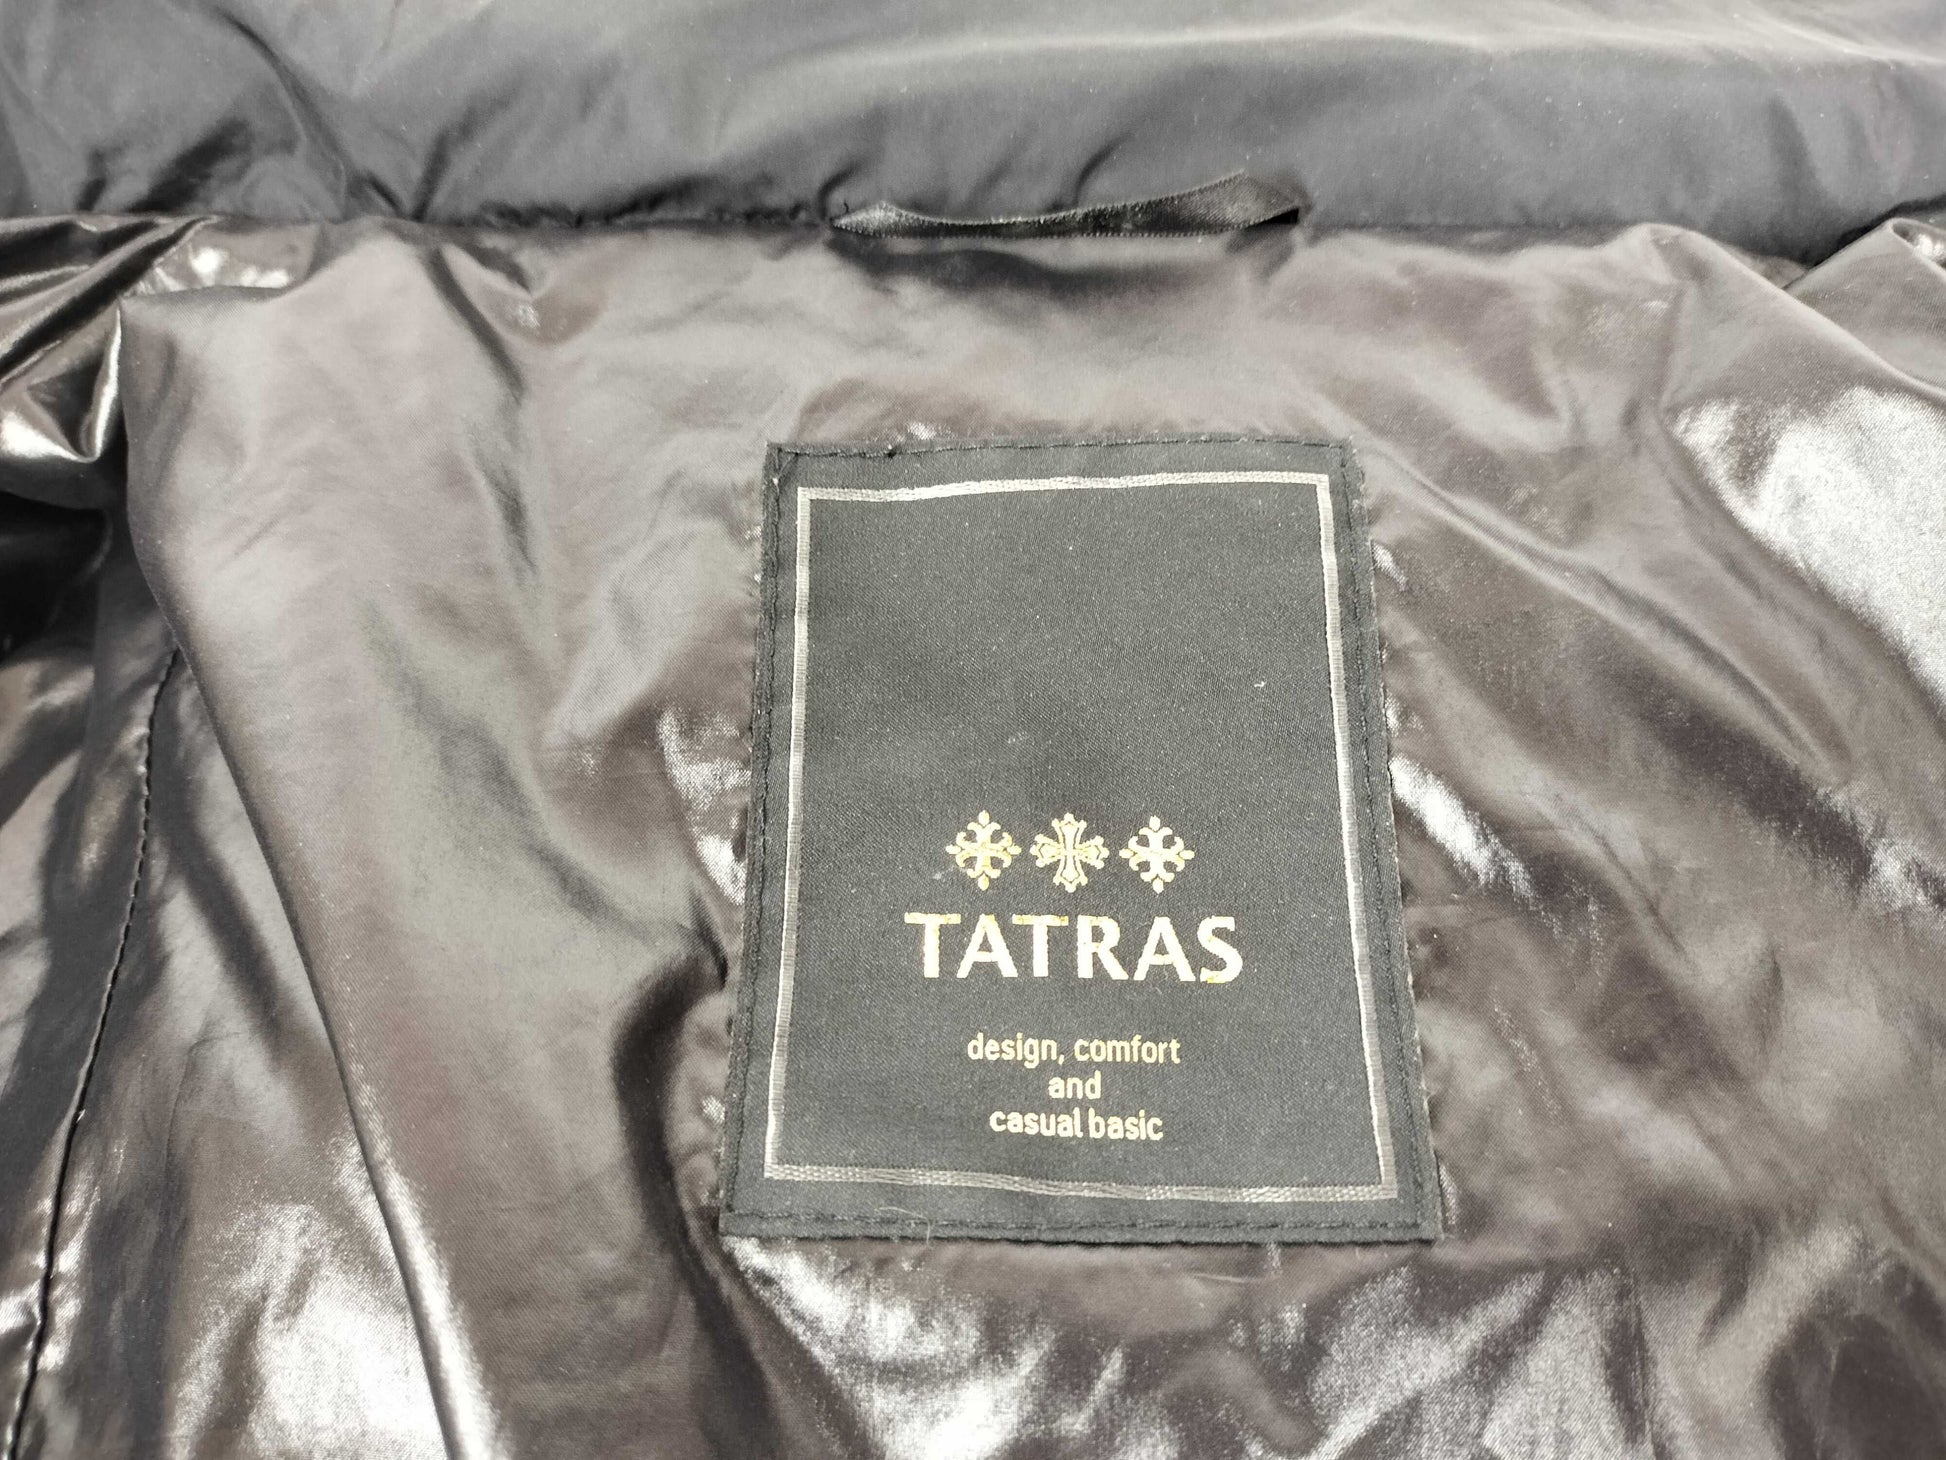 TATRAS
design, comfort
and
casual basic